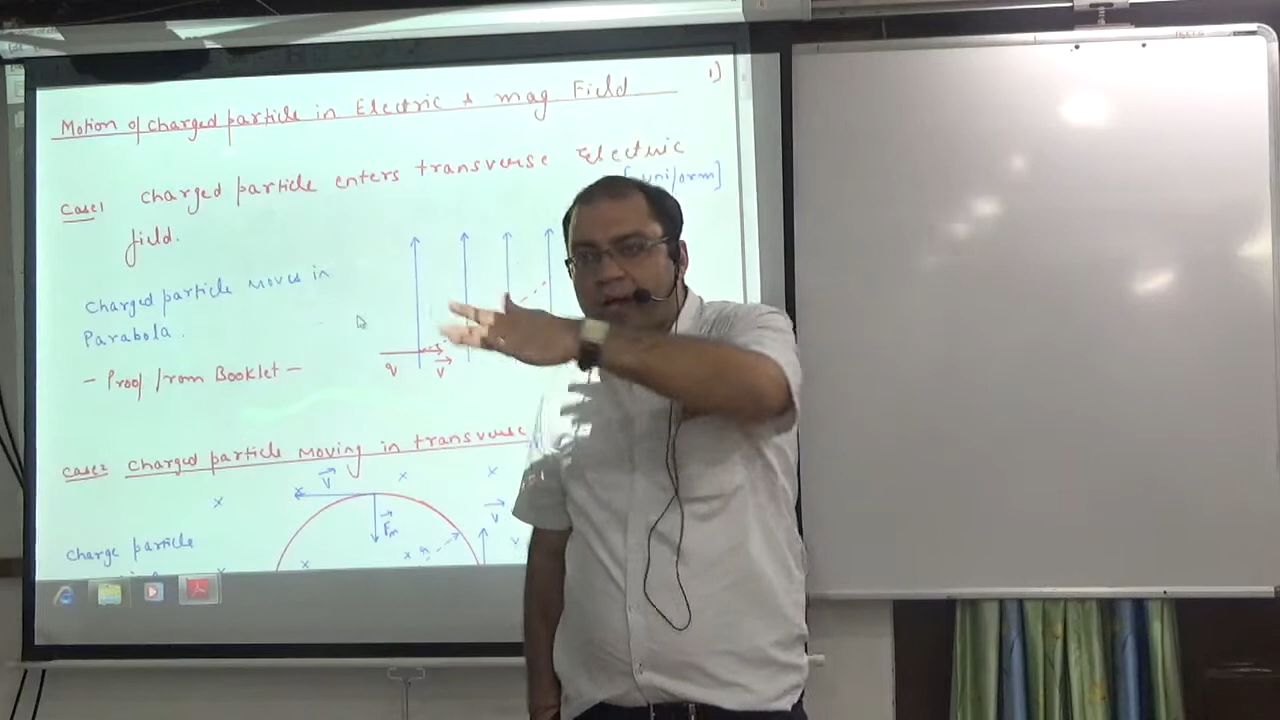 1)
Motion of charged particle in Electric & mag Field
Case1 Charged particle enters transverse Electric
[uniform]
field.
Charged particle moves in
Parabola.
- Proof from Booklet -
q V
Case2 Charged particle moving in transverse
V
V
Fm
Charge particle